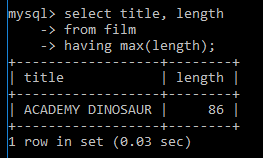 mysql> select title, length
    -> from film
    -> having max(length);
+------------------+--------+
| title            | length |
+------------------+--------+
| ACADEMY DINOSAUR |     86 |
+------------------+--------+
1 row in set (0.03 sec)